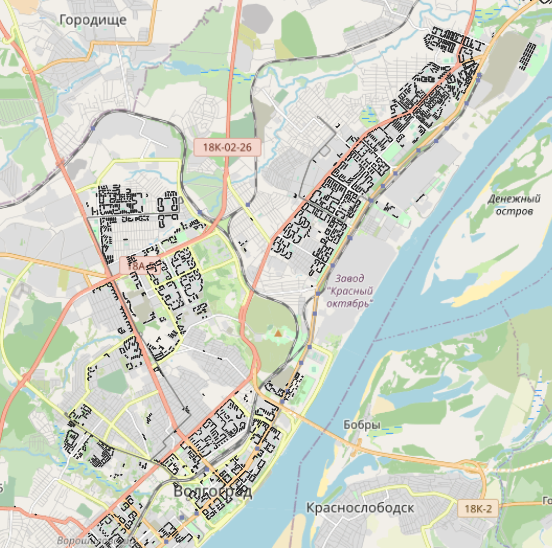 Городище
18К-02-26
Денежный
остров
18А
Завод
"Красный
октябрь"
Бобры
Волгоград
Краснослободск
18К-2